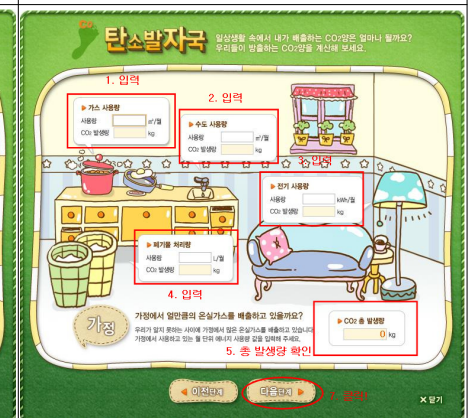 탄소발자국
일상생활 속에서 내가 배출하는 CO2양은 얼마나 될까요?
우리들이 방출하는 CO2양을 계산해 보세요.
1. 입력
가스 사용량
사용량 ㎥/월
CO2 발생량 kg
2. 입력
수도 사용량
사용량 ㎥/월
CO2 발생량 kg
3. 입력
전기 사용량
사용량 kWh/월
CO2 발생량 kg
폐기물 처리량
사용량 L/월
CO2 발생량 kg
4. 입력
가정
가정에서 얼만큼의 온실가스를 배출하고 있을까요?
우리가 알지 못하는 사이에 가정에서 많은 온실가스를 배출하고 있습니다
가정에서 사용하고 있는 월 단위 에너지 사용량 값을 입력해 주세요.
CO2 총 발생량
0 kg
5. 총 발생량 확인
이전단계
다음단계
닫기